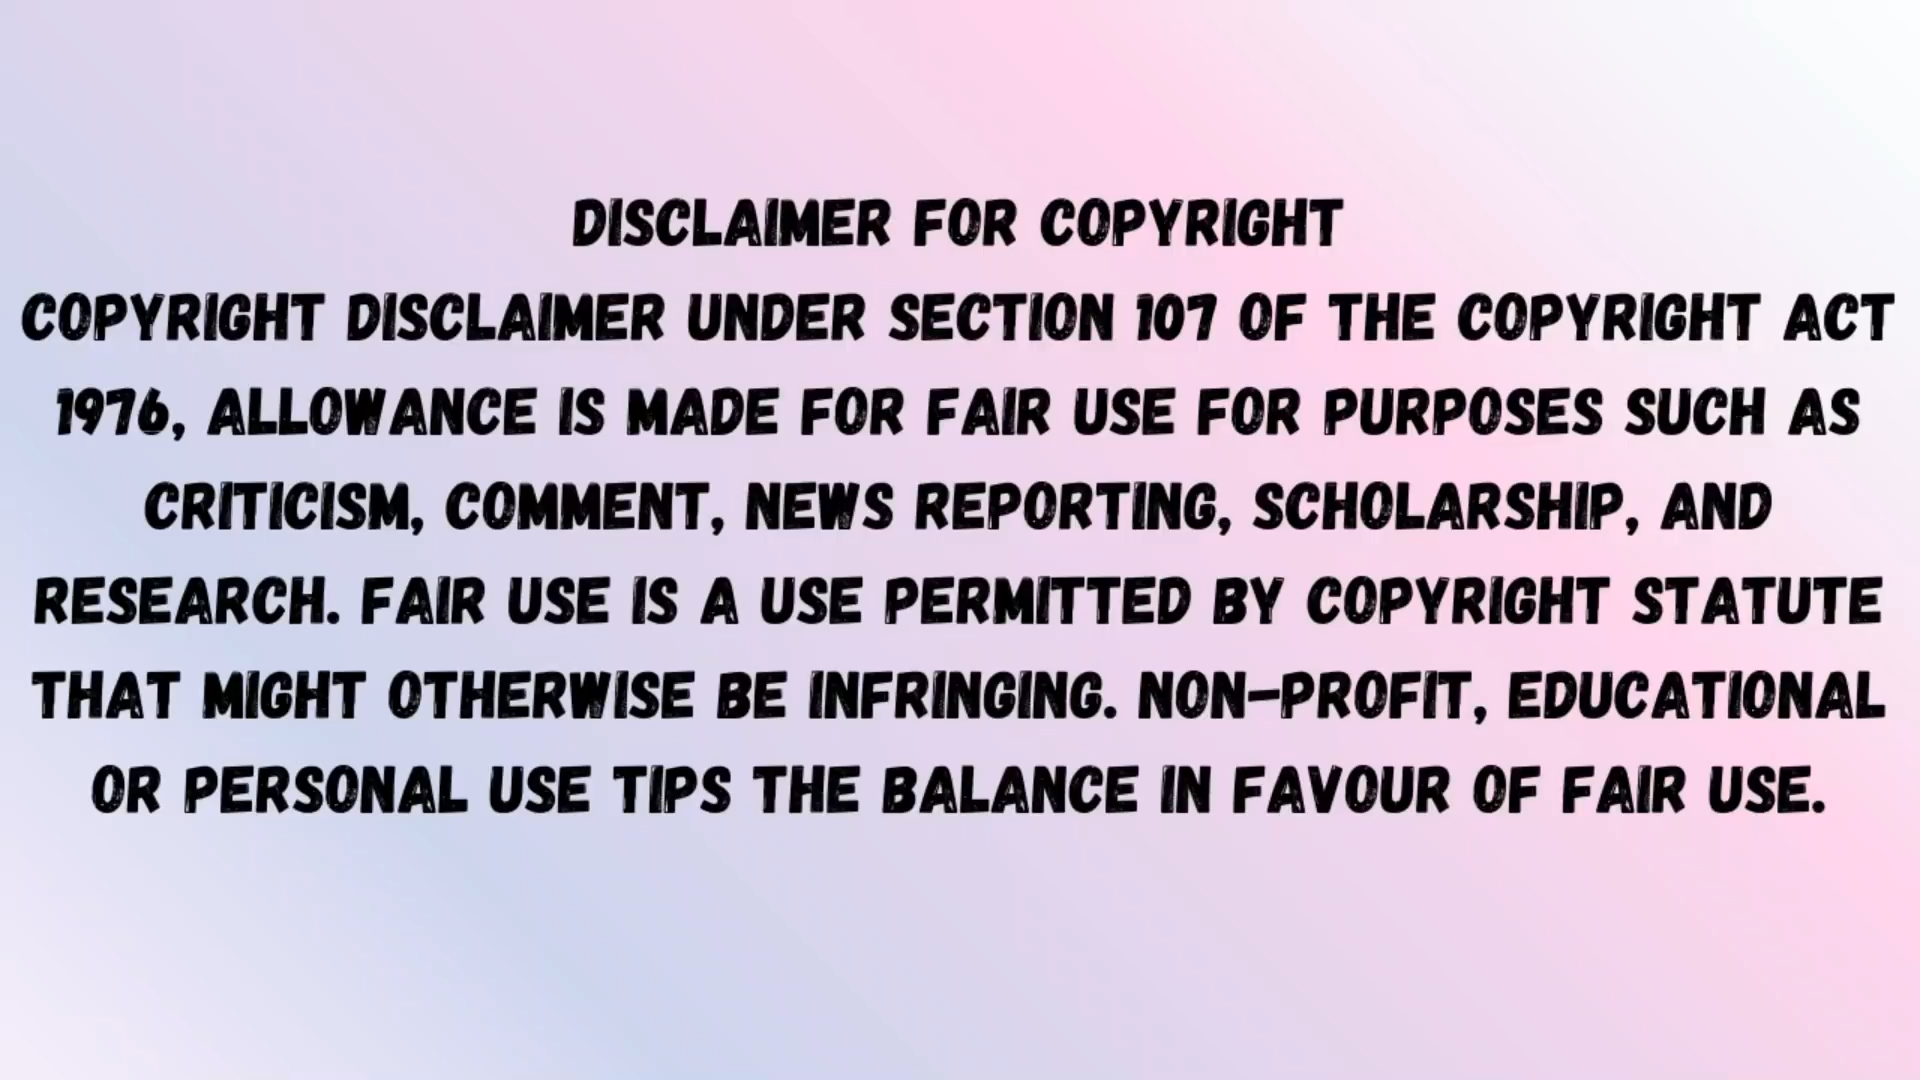 DISCLAIMER FOR COPYRIGHT
COPYRIGHT DISCLAIMER UNDER SECTION 107 OF THE COPYRIGHT ACT
1976, ALLOWANCE IS MADE FOR FAIR USE FOR PURPOSES SUCH AS
CRITICISM, COMMENT, NEWS REPORTING, SCHOLARSHIP, AND
RESEARCH. FAIR USE IS A USE PERMITTED BY COPYRIGHT STATUTE
THAT MIGHT OTHERWISE BE INFRINGING. NON-PROFIT, EDUCATIONAL
OR PERSONAL USE TIPS THE BALANCE IN FAVOUR OF FAIR USE.